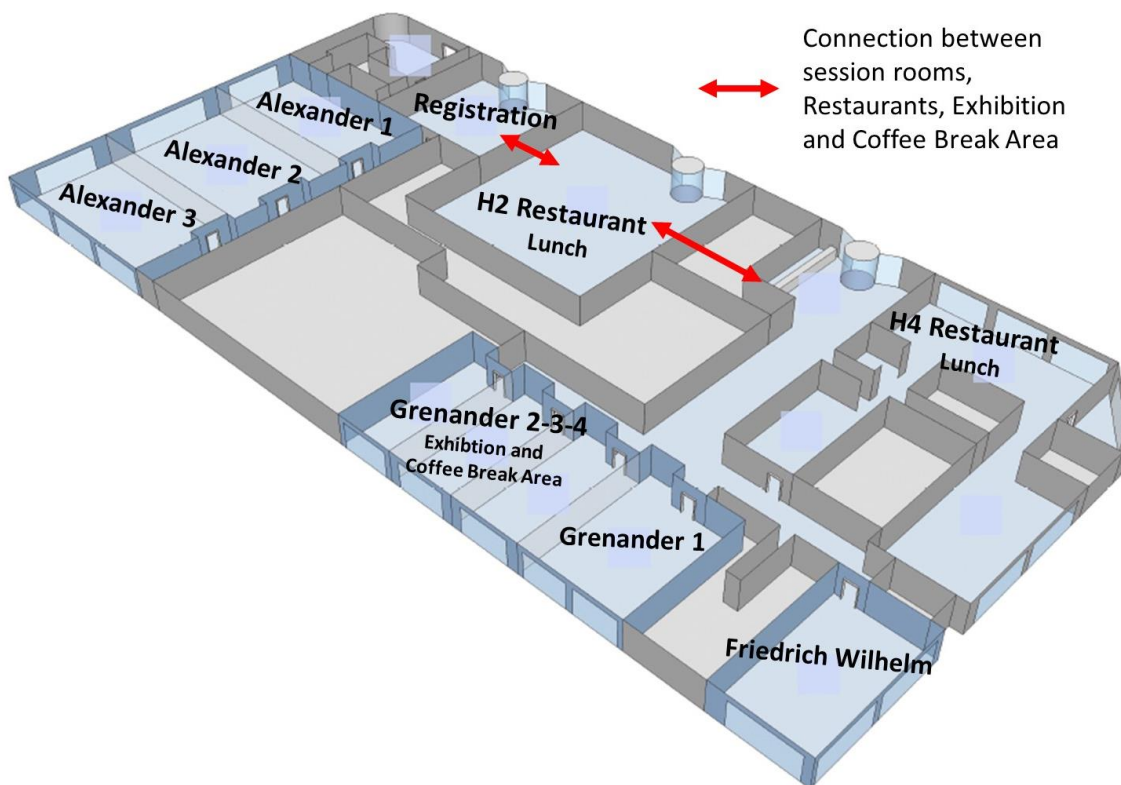 Connection between
session rooms,
Restaurants, Exhibition
and Coffee Break Area
Alexander 1
Registration
Alexander 2
Alexander 3
H2 Restaurant
Lunch
H4 Restaurant
Lunch
Grenander 2-3-4
Exhibtion and
Coffee Break Area
Grenander 1
Friedrich Wilhelm